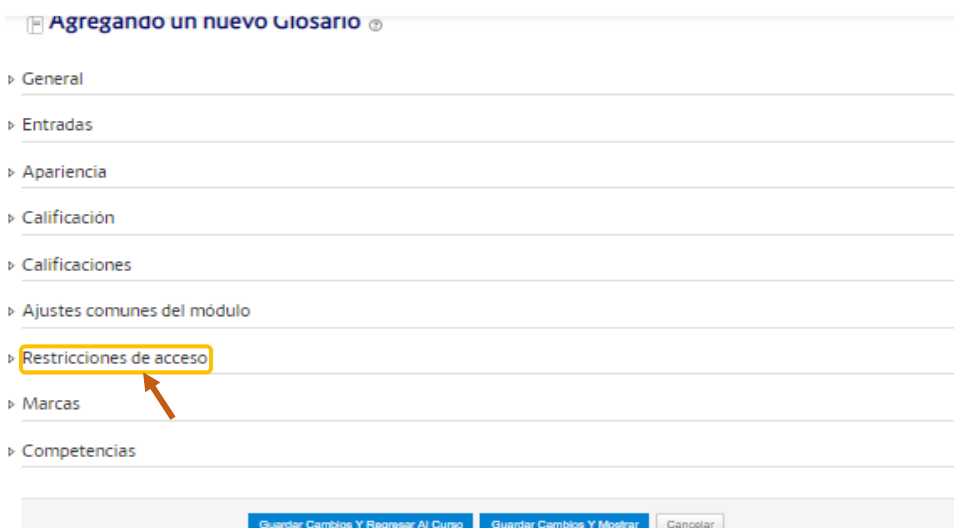 Agregando un nuevo Glosario
General
Entradas
Apariencia
Calificación
Calificaciones
Ajustes comunes del módulo
Restricciones de acceso
Marcas
Competencias
Guardar Cambios Y Regresar Al Curso Guardar Cambios Y Mostrar Cancelar